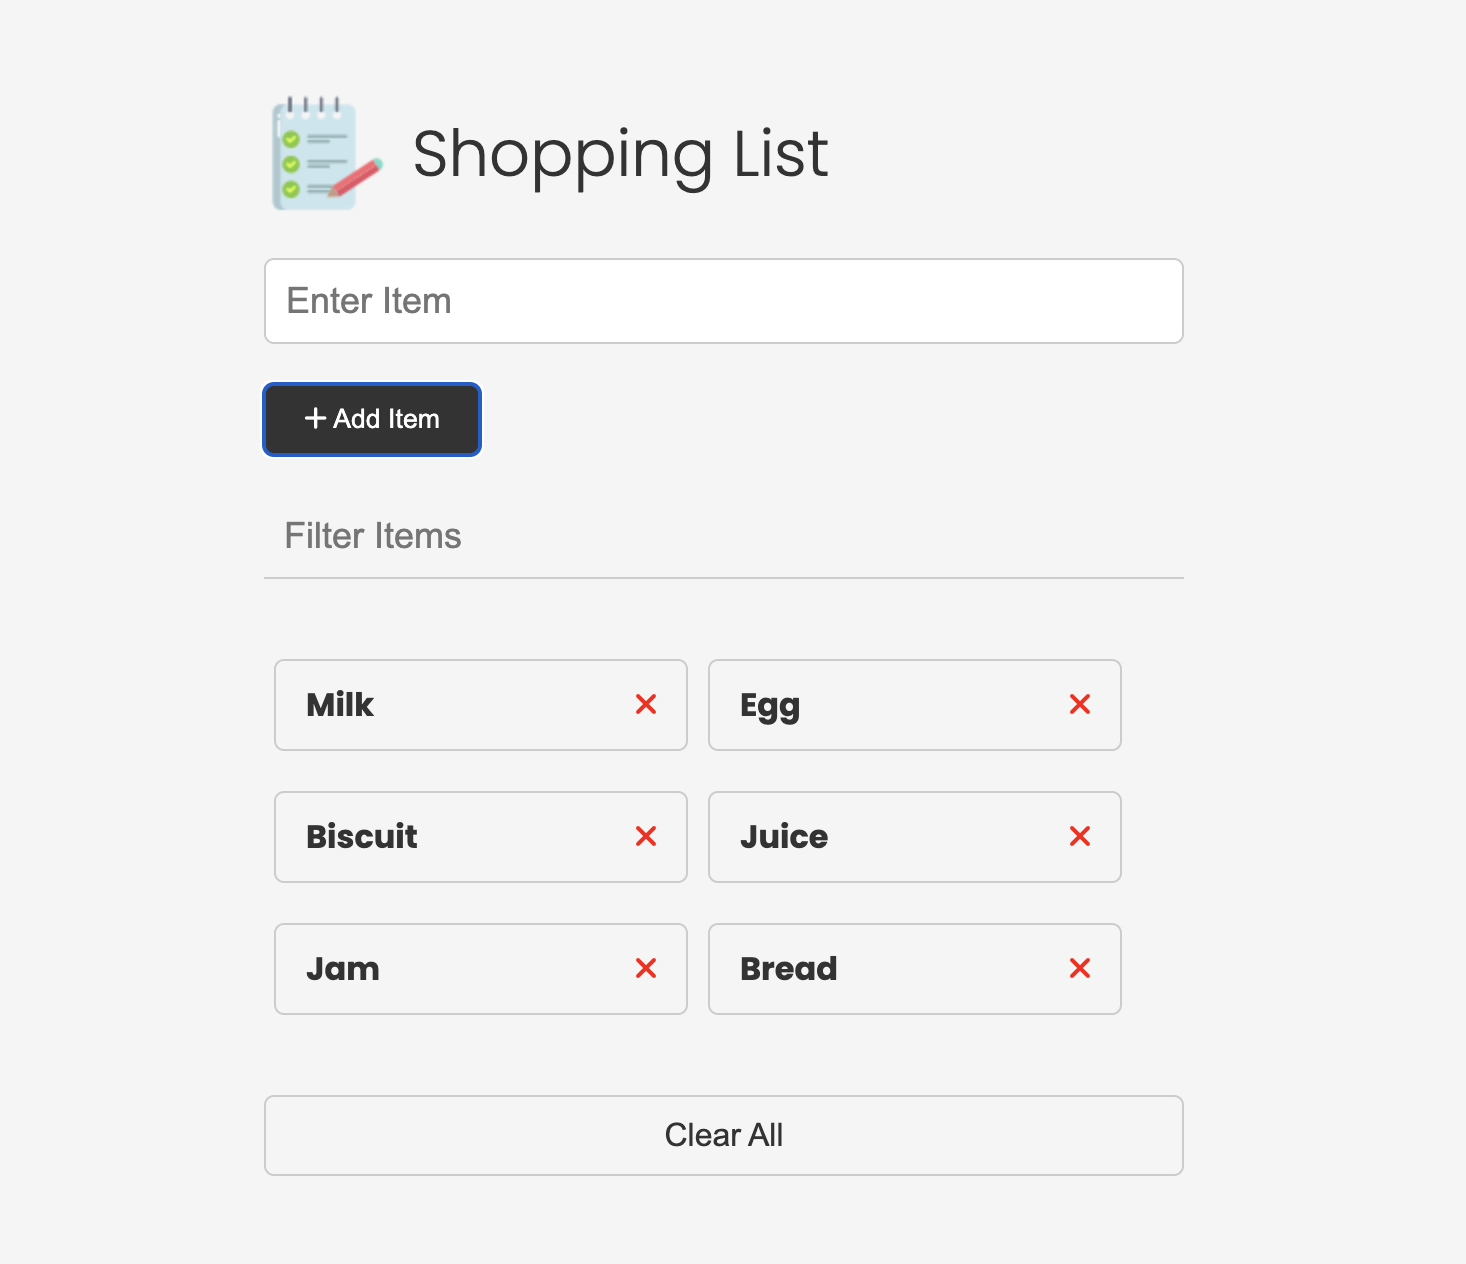 Shopping List
Enter Item
+ Add Item
Filter Items
Milk
Egg
Biscuit
Juice
Jam
Bread
Clear All